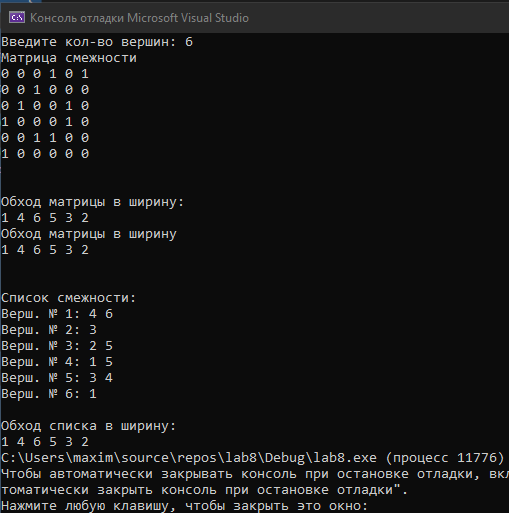 Консоль отладки Microsoft Visual Studio
Введите кол-во вершин: 6
Матрица смежности
0 0 0 1 0 1
0 0 1 0 0 0
0 1 0 0 1 0
1 0 0 0 1 0
0 0 1 1 0 0
1 0 0 0 0 0
Обход матрицы в ширину:
1 4 6 5 3 2
Обход матрицы в ширину
1 4 6 5 3 2
Список смежности:
Верш. № 1: 4 6
Верш. № 2: 3
Верш. № 3: 2 5
Верш. № 4: 1 5
Верш. № 5: 3 4
Верш. № 6: 1
Обход списка в ширину:
1 4 6 5 3 2
C:\Users\maxim\source\repos\lab8\Debug\lab8.exe (процесс 11776)
Чтобы автоматически закрывать консоль при остановке отладки, вкл
томатически закрыть консоль при остановке отладки".
Нажмите любую клавишу, чтобы закрыть это окно: